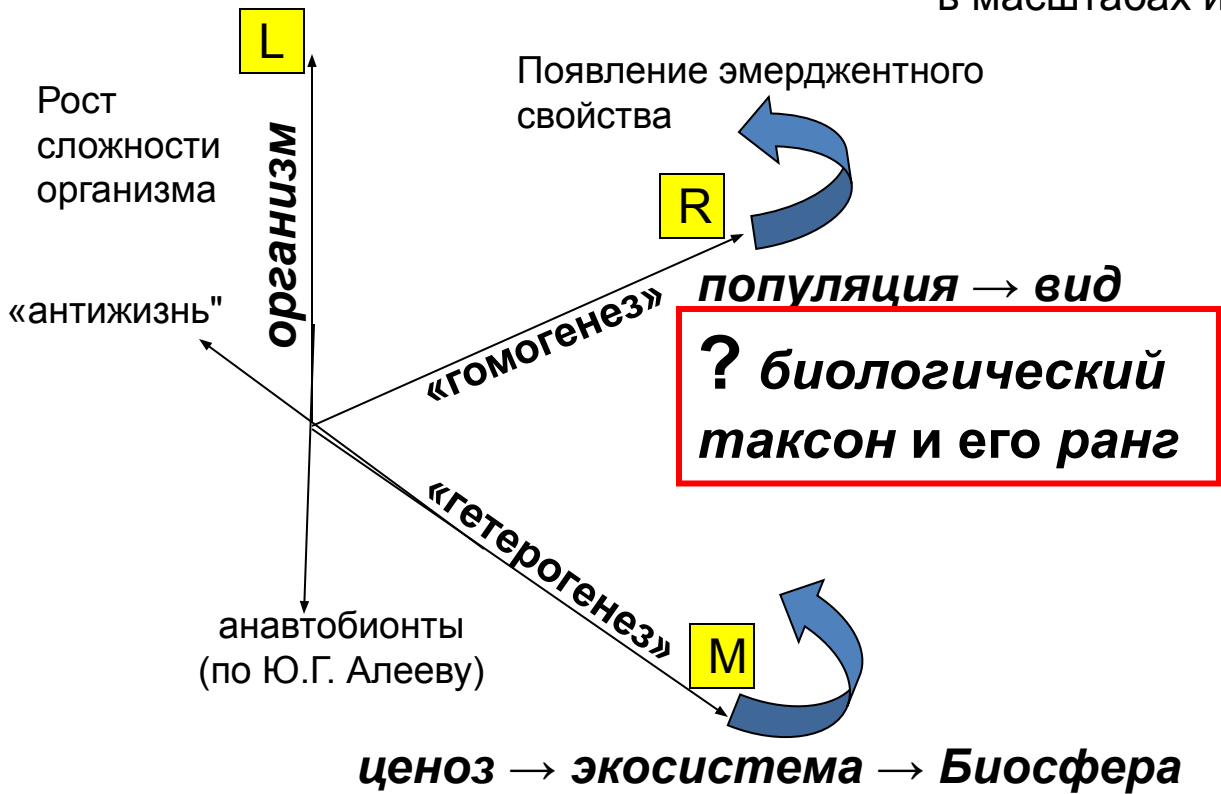 в масштабах и
L
Появление эмерджентного
свойства
Рост
сложности
организма
организм
R
«антижизнь"
«гомогенез»
популяция → вид
? биологический
таксон и его ранг
«гетерогенез»
анавтобионты
(по Ю.Г. Алееву)
M
ценоз → экосистема → Биосфера